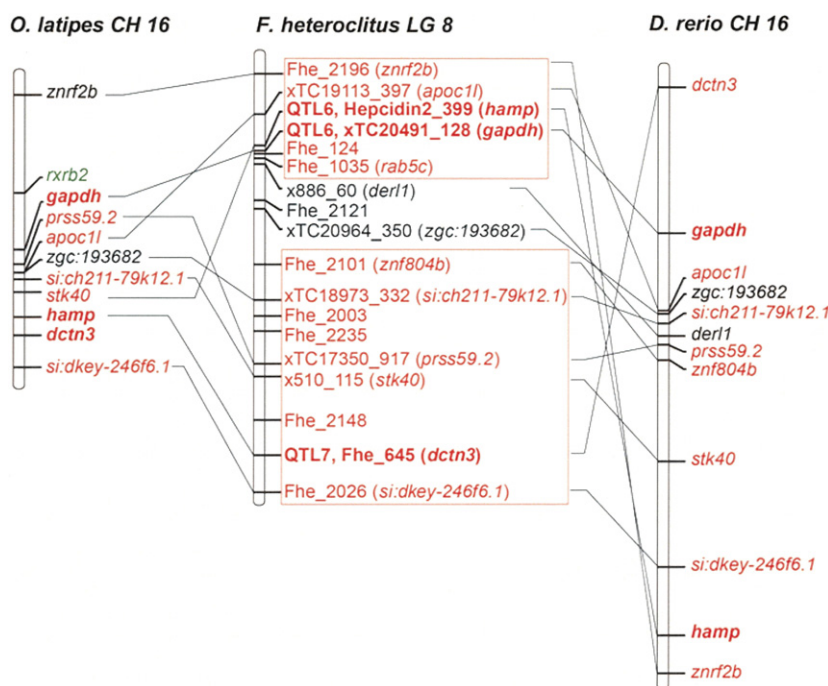 O. latipes CH 16
F. heteroclitus LG 8
D. rerio CH 16
znrf2b
rxrb2
gapdh
prss59.2
apoc1l
zgc:193682
si:ch211-79k12.1
stk40
hamp
dctn3
si:dkey-246f6.1
Fhe_2196 (znrf2b)
xTC19113_397 (apoc1l)
QTL6, Hepcidin2_399 (hamp)
QTL6, xTC20491_128 (gapdh)
Fhe_124
Fhe_1035 (rab5c)
x886_60 (derl1)
Fhe_2121
xTC20964_350 (zgc:193682)
Fhe_2101 (znf804b)
xTC18973_332 (si:ch211-79k12.1)
Fhe_2003
Fhe_2235
xTC17350_917 (prss59.2)
x510_115 (stk40)
Fhe_2148
QTL7, Fhe_645 (dctn3)
Fhe_2026 (si:dkey-246f6.1)
dctn3
gapdh
apoc1l
zgc:193682
si:ch211-79k12.1
derl1
prss59.2
znf804b
stk40
si:dkey-246f6.1
hamp
znrf2b